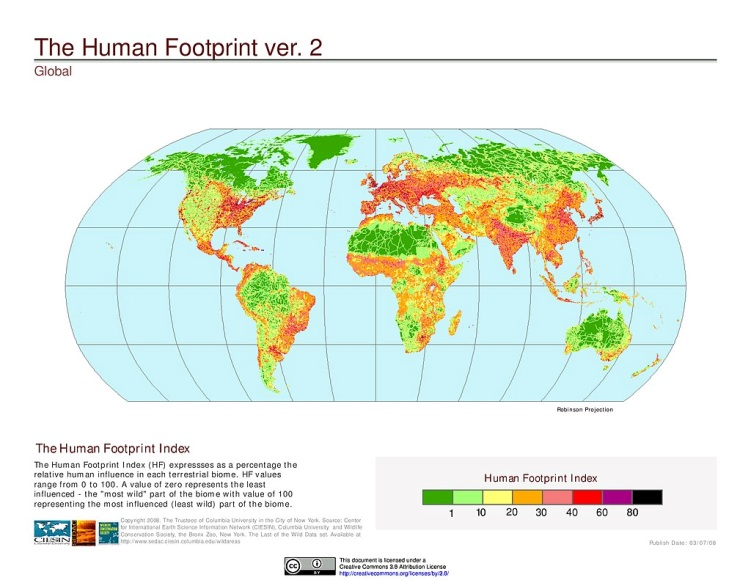 The Human Footprint ver. 2
Global
Robinson Projection
The Human Footprint Index
The Human Footprint Index (HF) expressses as a percentage the
relative human influence in each terrestrial biome. HF values
range from 0 to 100. A value of zero represents the least
influenced - the "most wild" part of the biome with value of 100
representing the most influenced (least wild) part of the biome.
Human Footprint Index
1 10 20 30 40 60 80
CIESIN
Copyright 2008. The Trustees of Columbia University in the City of New York. Source: Center
for International Earth Science Information Network (CIESIN), Columbia University and Wildlife
Conservation Society, the Bronx Zoo, New York. The Last of the Wild Data set. Available at
http://www.sedac.ciesin.columbia.edu/wildareas
Publish Date: 03/07/08
cc
BY
This document is licensed under a
Creative Commons 3.0 Attribution License
http://creativecommons.org/licenses/by/3.0/